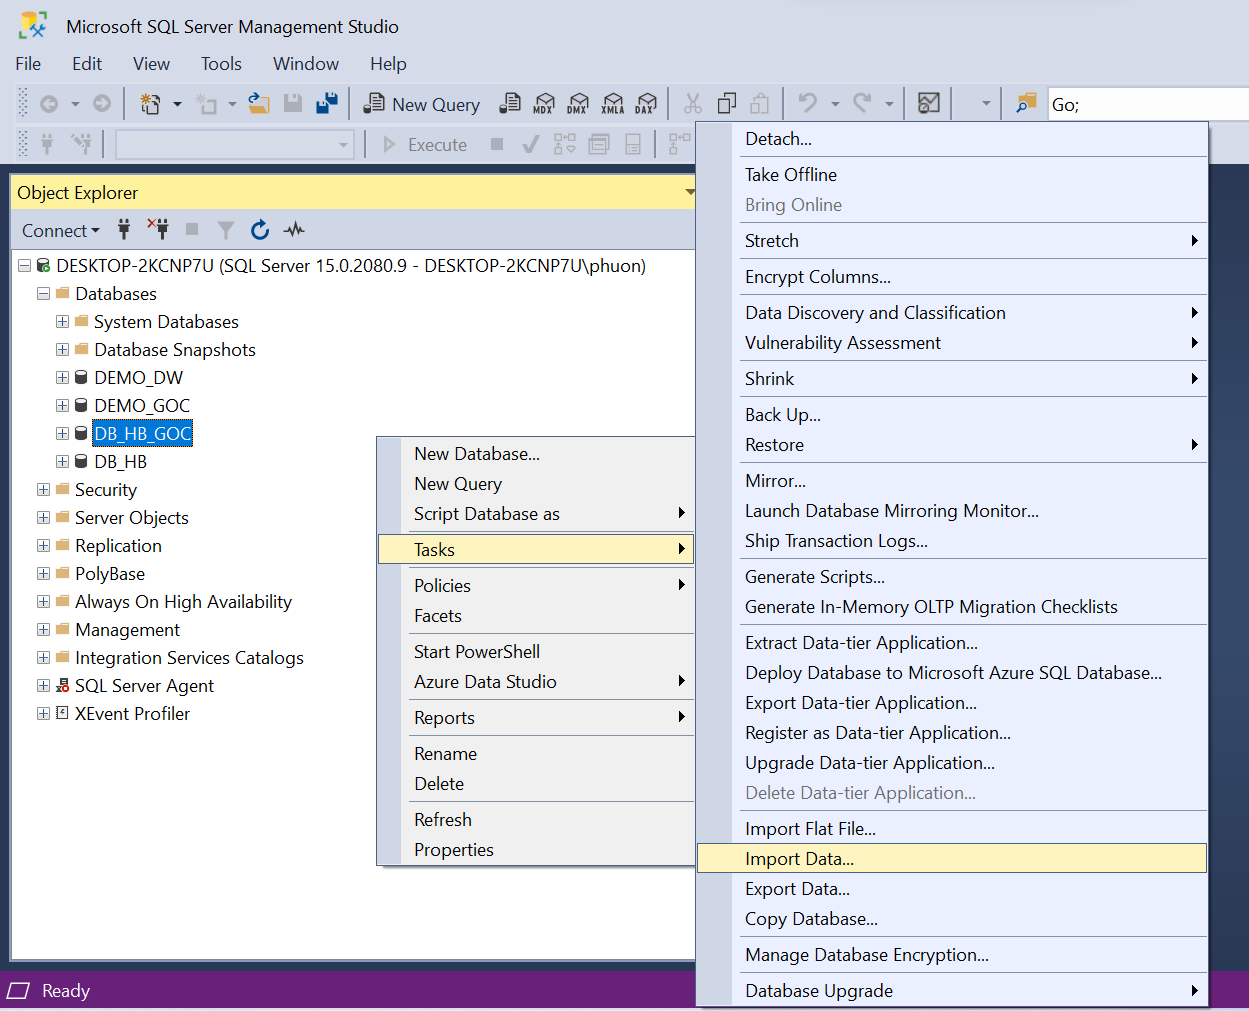 Microsoft SQL Server Management Studio
File Edit View Tools Window Help
New Query MDX DMX XMLA DAX Go;
Execute
Object Explorer
Connect
DESKTOP-2KCNP7U (SQL Server 15.0.2080.9 - DESKTOP-2KCNP7U\phuon)
Databases
System Databases
Database Snapshots
DEMO_DW
DEMO_GOC
DB_HB_GOC
DB_HB
Security
Server Objects
Replication
PolyBase
Always On High Availability
Management
Integration Services Catalogs
SQL Server Agent
XEvent Profiler
New Database...
New Query
Script Database as
Tasks
Policies
Facets
Start PowerShell
Azure Data Studio
Reports
Rename
Delete
Refresh
Properties
Detach...
Take Offline
Bring Online
Stretch
Encrypt Columns...
Data Discovery and Classification
Vulnerability Assessment
Shrink
Back Up...
Restore
Mirror...
Launch Database Mirroring Monitor...
Ship Transaction Logs...
Generate Scripts...
Generate In-Memory OLTP Migration Checklists
Extract Data-tier Application...
Deploy Database to Microsoft Azure SQL Database...
Export Data-tier Application...
Register as Data-tier Application...
Upgrade Data-tier Application...
Delete Data-tier Application...
Import Flat File...
Import Data...
Export Data...
Copy Database...
Manage Database Encryption...
Database Upgrade
Ready